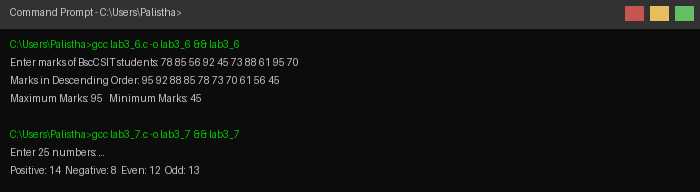 Command Prompt - C:\Users\Palistha>
C:\Users\Palistha>gcc lab3_6.c -o lab3_6 && lab3_6
Enter marks of BscCSIT students: 78 85 56 92 45 73 88 61 95 70
Marks in Descending Order: 95 92 88 85 78 73 70 61 56 45
Maximum Marks: 95   Minimum Marks: 45
C:\Users\Palistha>gcc lab3_7.c -o lab3_7 && lab3_7
Enter 25 numbers: ...
Positive: 14  Negative: 8  Even: 12  Odd: 13